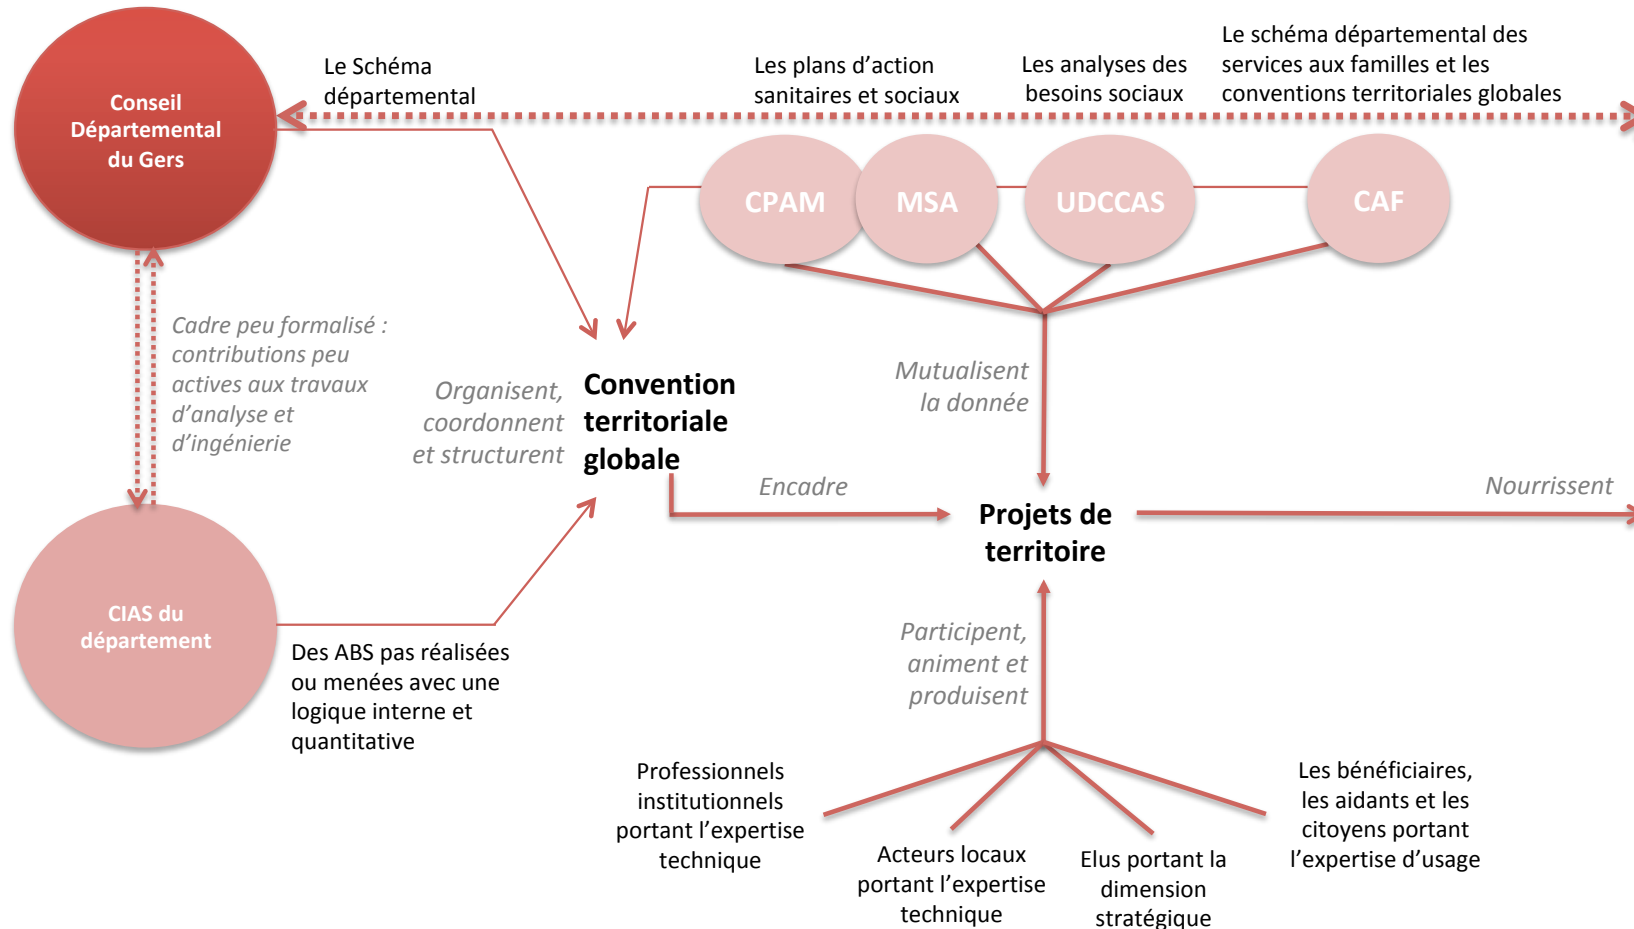 Conseil
Départemental
du Gers
Le Schéma
départemental
Les plans d'action
sanitaires et sociaux
Les analyses des
besoins sociaux
Le schéma départemental des
services aux familles et les
conventions territoriales globales
CPAM
MSA
UDCCAS
CAF
Cadre peu formalisé :
contributions peu
actives aux travaux
d'analyse et
d'ingénierie
Organisent,
coordonnent
et structurent
Convention
territoriale
globale
Mutualisent
la donnée
Encadre
Projets de
territoire
Nourrissent
CIAS du
département
Des ABS pas réalisées
ou menées avec une
logique interne et
quantitative
Participent,
animent et
produisent
Professionnels
institutionnels
portant l'expertise
technique
Acteurs locaux
portant l'expertise
technique
Elus portant la
dimension
stratégique
Les bénéficiaires,
les aidants et les
citoyens portant
l'expertise d'usage